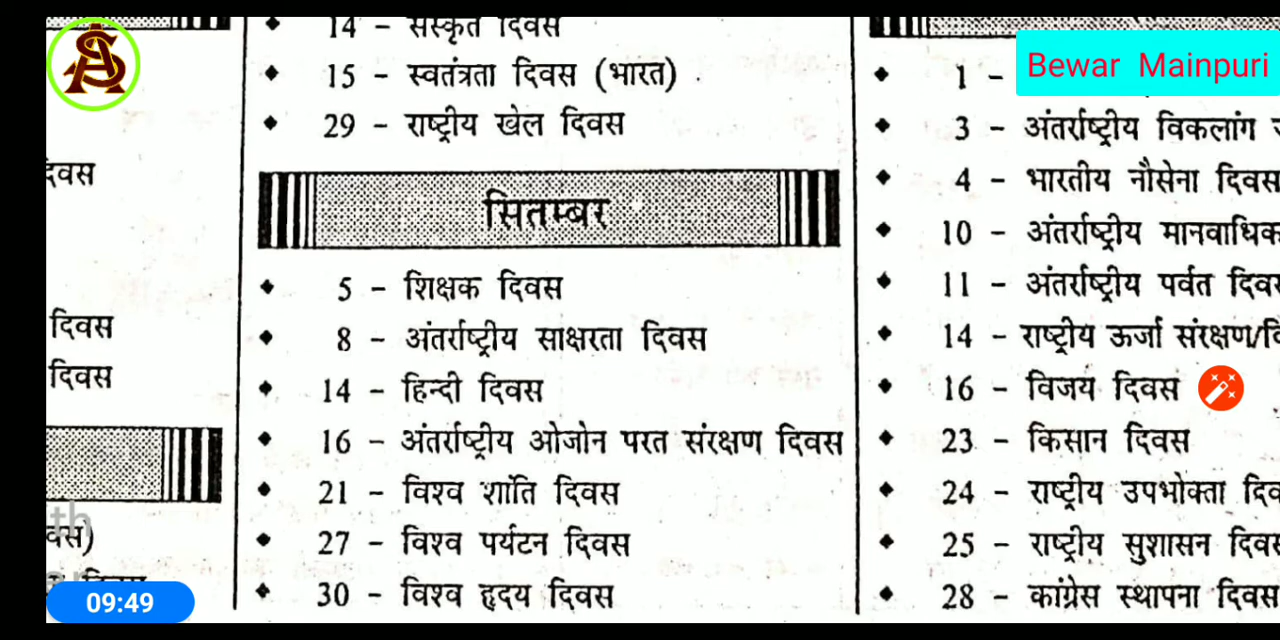 14 - संस्कृत दिवस
15 - स्वतंत्रता दिवस (भारत)
29 - राष्ट्रीय खेल दिवस
सितम्बर
5 - शिक्षक दिवस
8 - अंतर्राष्ट्रीय साक्षरता दिवस
14 - हिन्दी दिवस
16 - अंतर्राष्ट्रीय ओजोन परत संरक्षण दिवस
21 - विश्व शांति दिवस
27 - विश्व पर्यटन दिवस
30 - विश्व हृदय दिवस
Bewar Mainpuri
1 -
3 - अंतर्राष्ट्रीय विकलांग
4 - भारतीय नौसेना दिवस
10 - अंतर्राष्ट्रीय
11 - अंतर्राष्ट्रीय पर्वत दिवस
14 - राष्ट्रीय ऊर्जा संरक्षण/
16 - विजय दिवस
23 - किसान दिवस
24 - राष्ट्रीय उपभोक्ता
25 - राष्ट्रीय सुशासन दिवस
28 - कांग्रेस स्थापना दिवस
दिवस
दिवस
दिवस
09:49